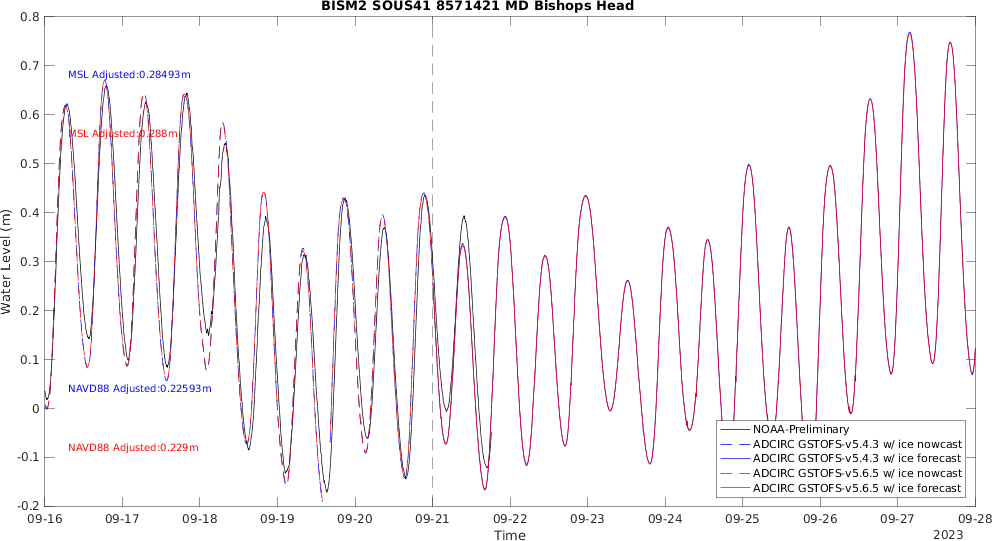 BISM2 SOUS41 8571421 MD Bishops Head
0.8
0.7
0.6
0.5
0.4
0.3
0.2
0.1
0
-0.1
-0.2
Water Level (m)
MSL Adjusted:0.28493m
MSL Adjusted:0.288m
NAVD88 Adjusted:0.22593m
NAVD88 Adjusted:0.229m
NOAA-Preliminary
ADCIRC GSTOFS-v5.4.3 w/ ice nowcast
ADCIRC GSTOFS-v5.4.3 w/ ice forecast
ADCIRC GSTOFS-v5.6.5 w/ ice nowcast
ADCIRC GSTOFS-v5.6.5 w/ ice forecast
09-16 09-17 09-18 09-19 09-20 09-21 09-22 09-23 09-24 09-25 09-26 09-27 09-28
Time
2023